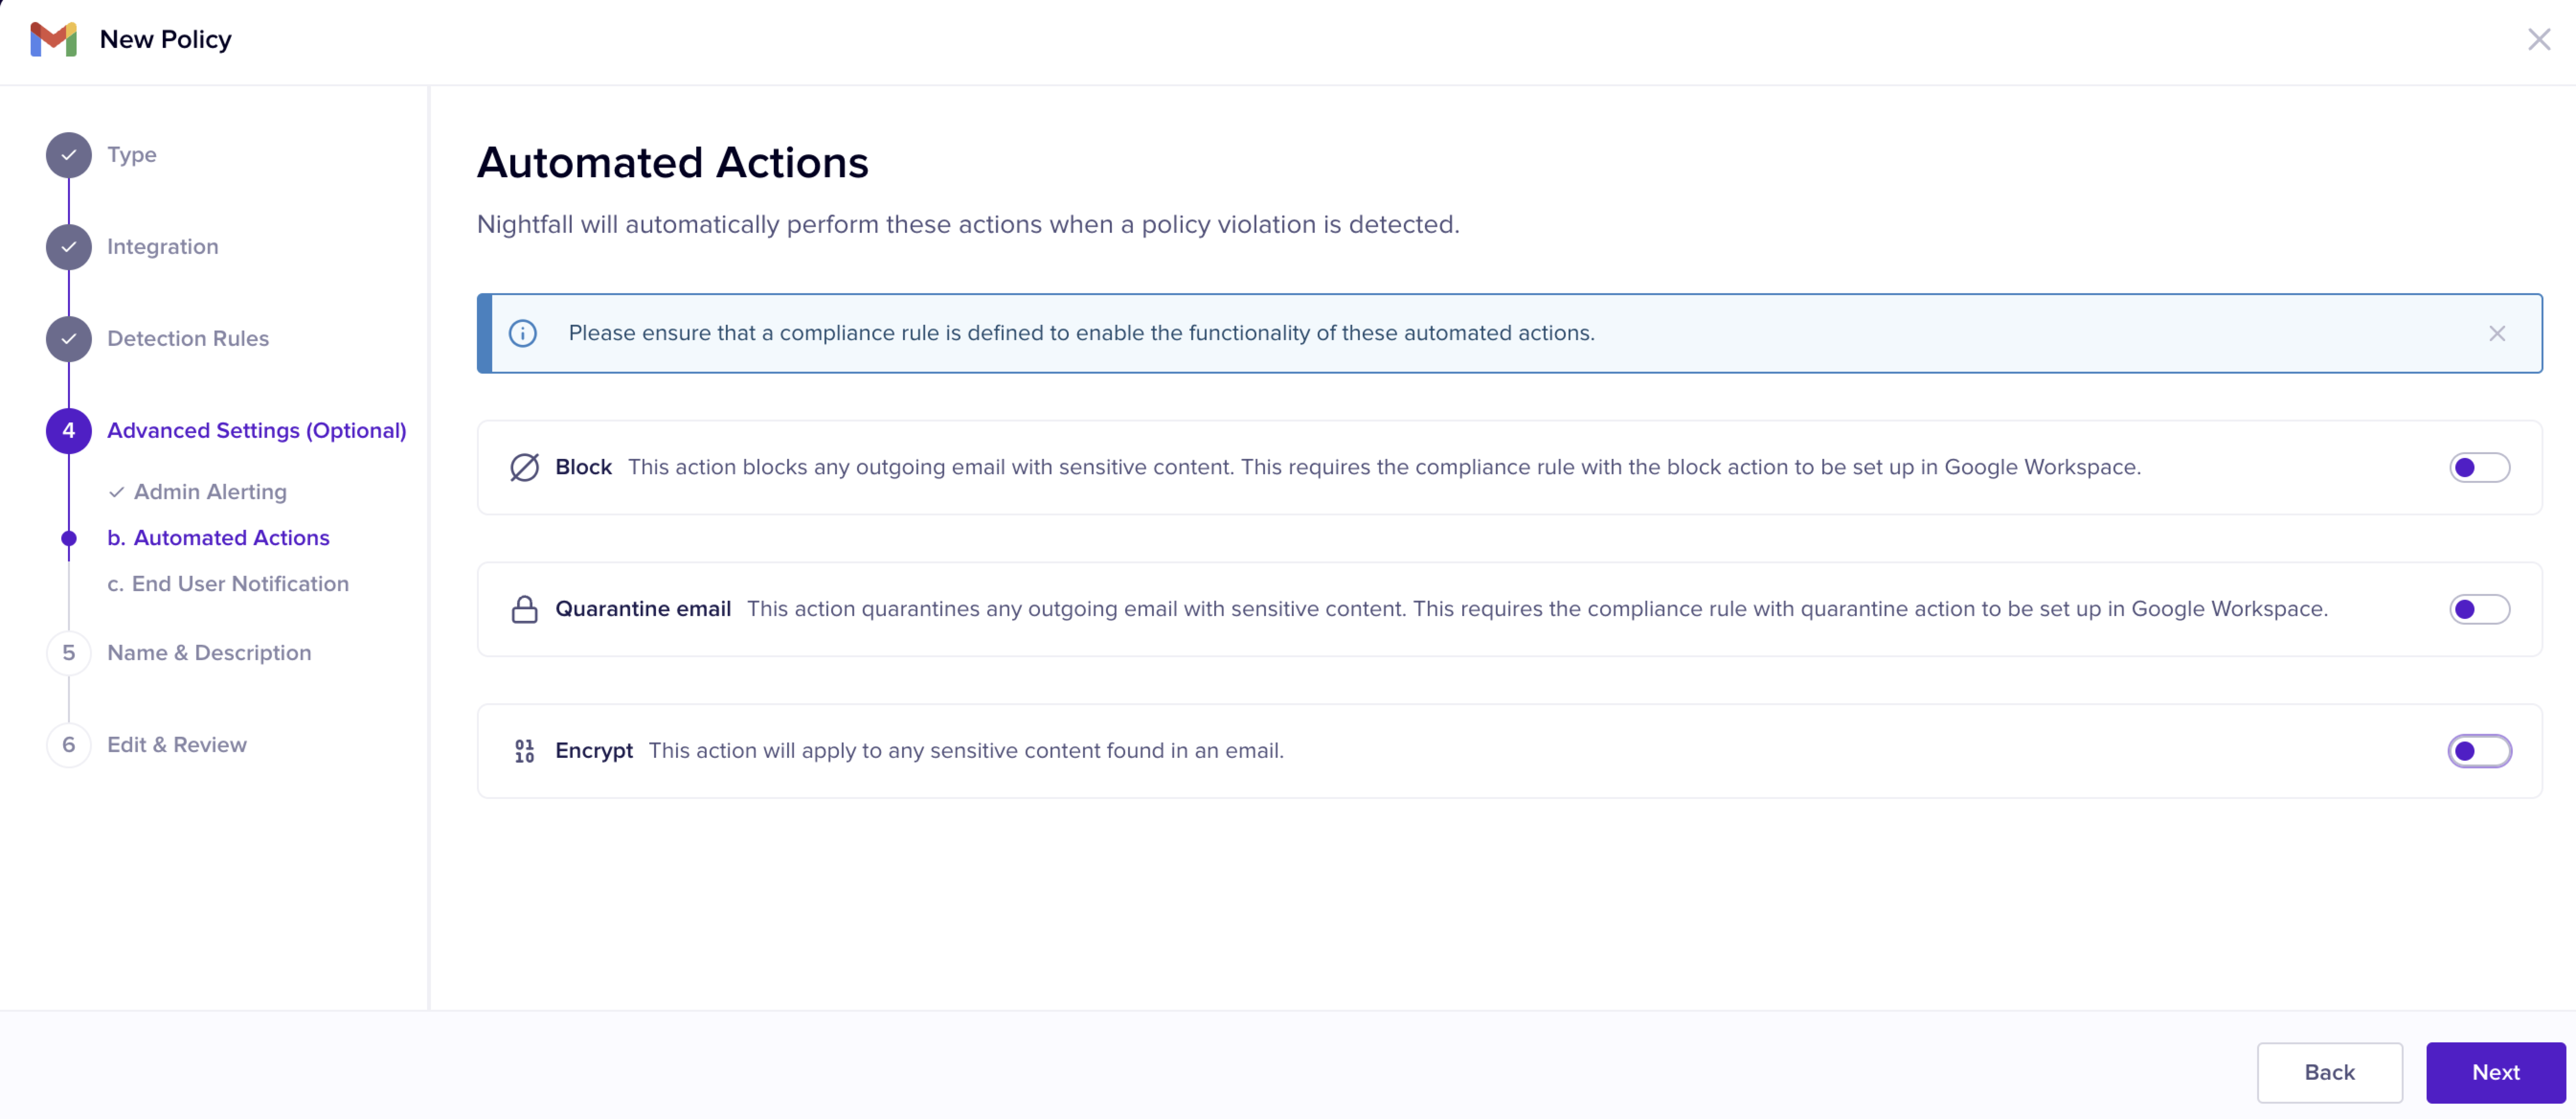 New Policy
Type
Integration
Detection Rules
4 Advanced Settings (Optional)
Admin Alerting
b. Automated Actions
c. End User Notification
5 Name & Description
6 Edit & Review
Automated Actions
Nightfall will automatically perform these actions when a policy violation is detected.
Please ensure that a compliance rule is defined to enable the functionality of these automated actions.
Block This action blocks any outgoing email with sensitive content. This requires the compliance rule with the block action to be set up in Google Workspace.
Quarantine email This action quarantines any outgoing email with sensitive content. This requires the compliance rule with quarantine action to be set up in Google Workspace.
01
10
Encrypt This action will apply to any sensitive content found in an email.
Back Next